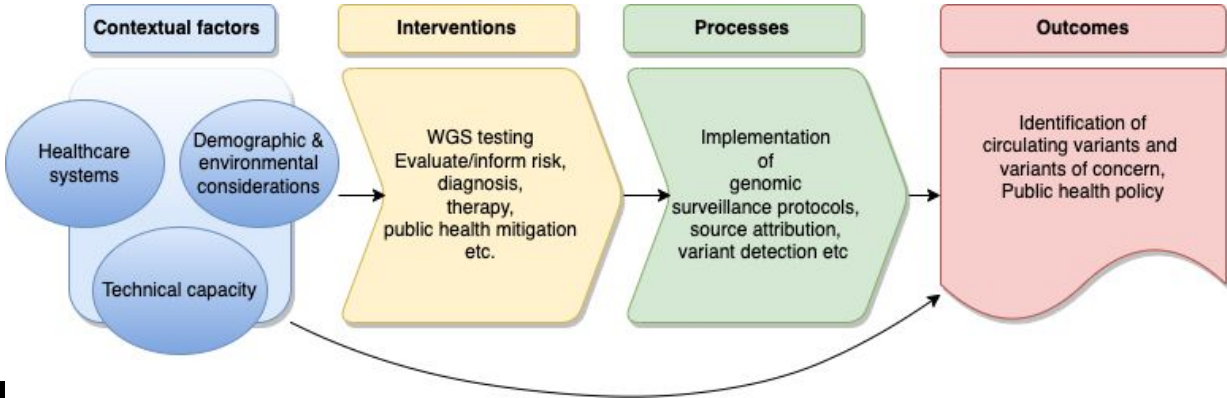 Contextual factors
Interventions
Processes
Outcomes
Healthcare
systems
Demographic &
environmental
considerations
Technical capacity
WGS testing
Evaluate/inform risk,
diagnosis,
therapy,
public health mitigation
etc.
Implementation
of
genomic
surveillance protocols,
source attribution,
variant detection etc
Identification of
circulating variants and
variants of concern,
Public health policy